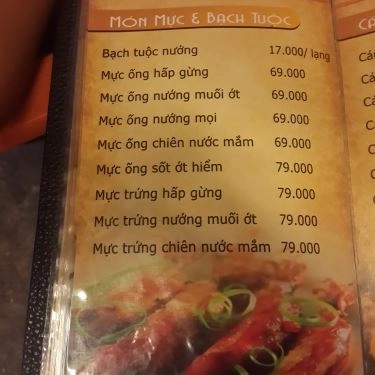 MÓN MỰC & BẠCH TUỘC
Bạch tuộc nướng 17.000/ lạng
Mực ống hấp gừng 69.000
Mực ống nướng muối ớt 69.000
Mực ống nướng mọi 69.000
Mực ống chiên nước mắm 69.000
Mực ống sốt ớt hiểm 79.000
Mực trứng hấp gừng 79.000
Mực trứng nướng muối ớt 79.000
Mực trứng chiên nước mắm 79.000